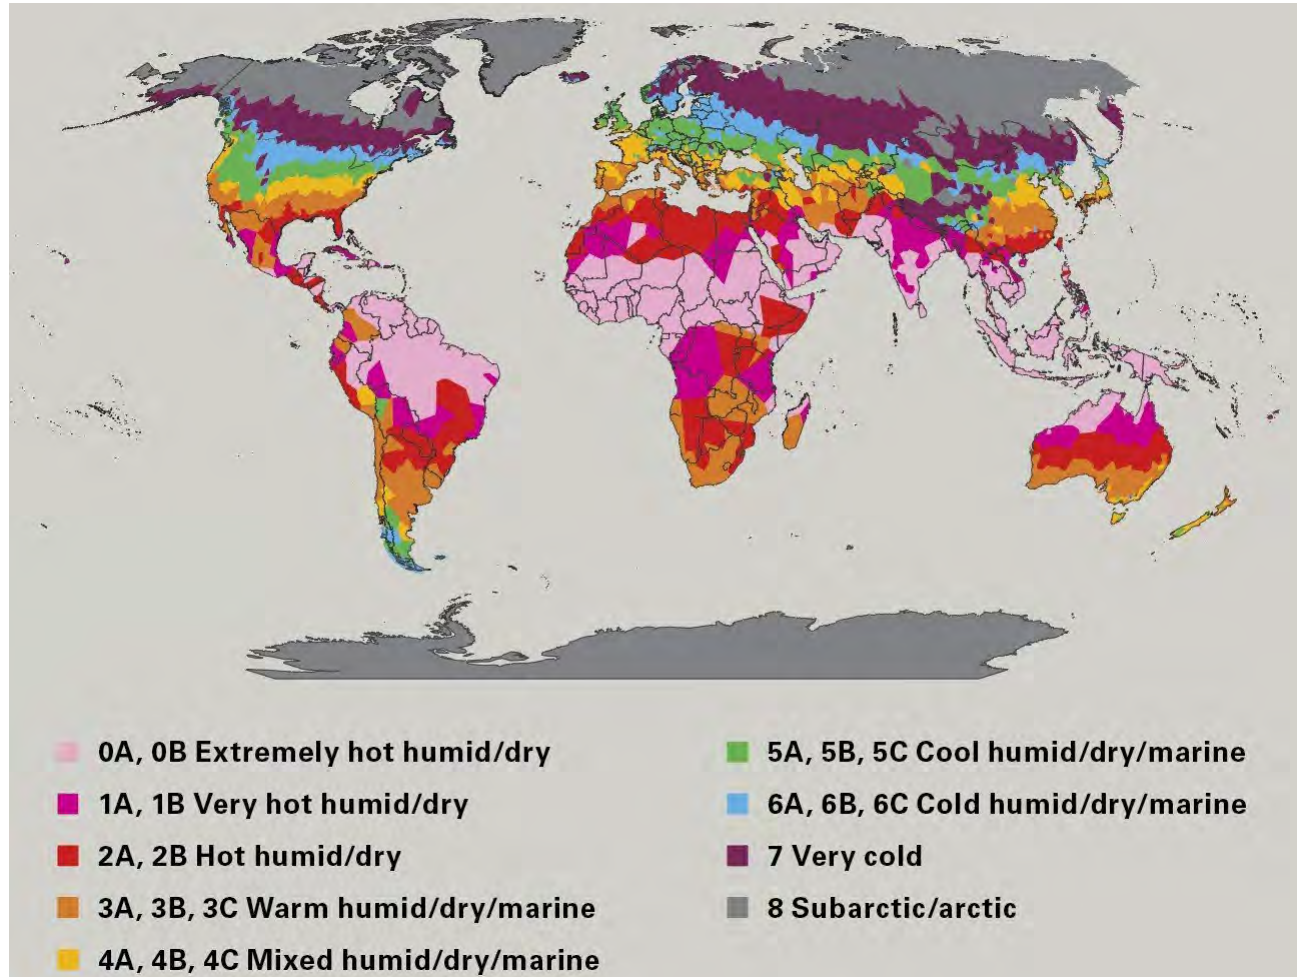 0A, 0B Extremely hot humid/dry
1A, 1B Very hot humid/dry
2A, 2B Hot humid/dry
3A, 3B, 3C Warm humid/dry/marine
4A, 4B, 4C Mixed humid/dry/marine
5A, 5B, 5C Cool humid/dry/marine
6A, 6B, 6C Cold humid/dry/marine
7 Very cold
8 Subarctic/arctic